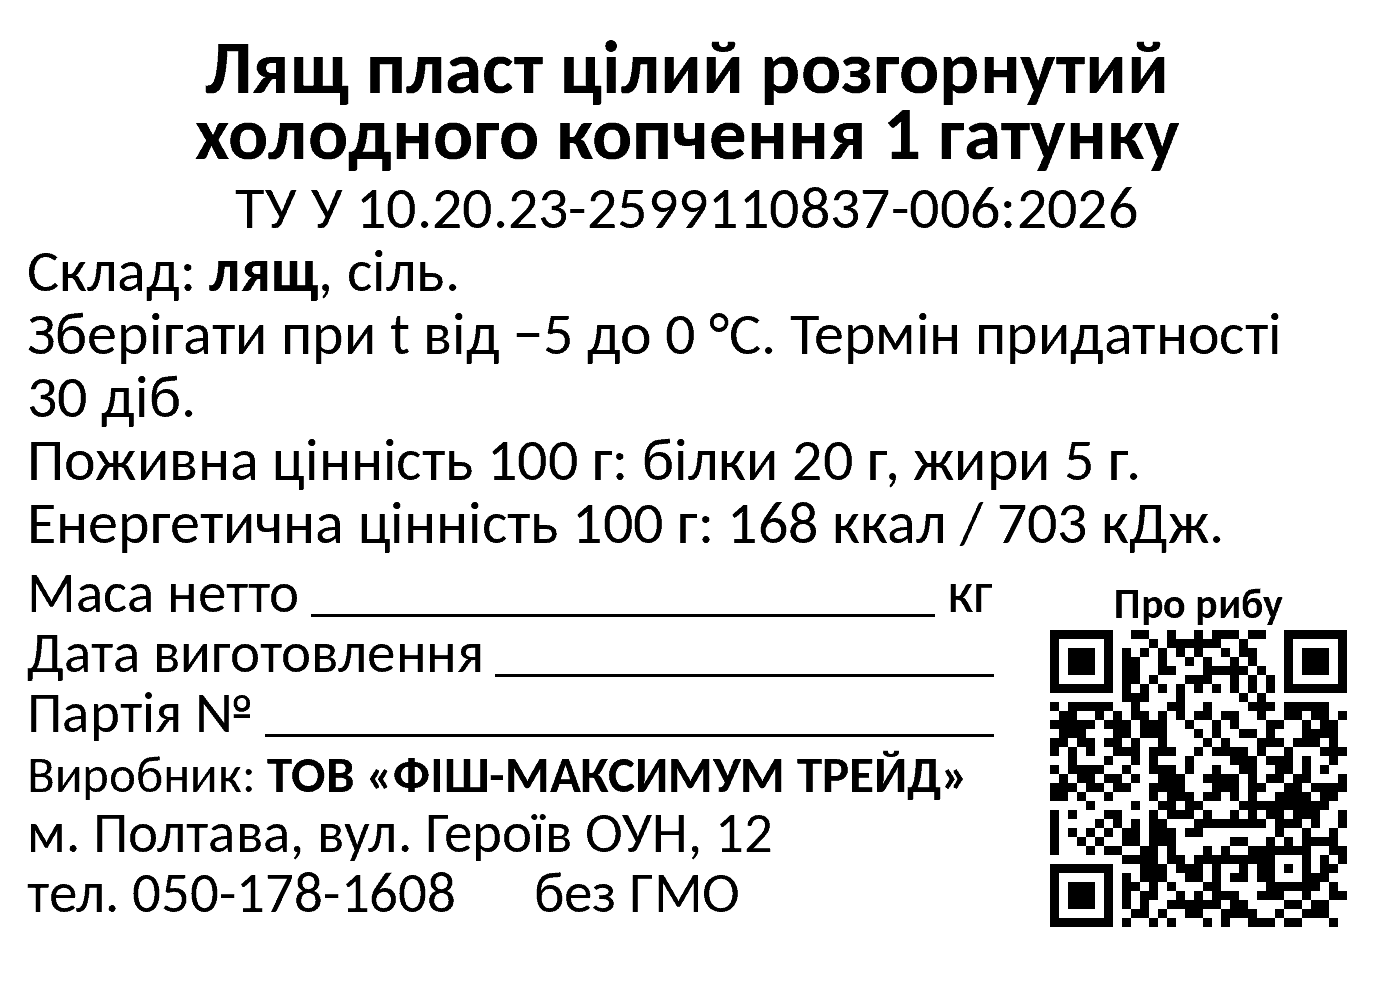 Лящ пласт цілий розгорнутий
холодного копчення 1 гатунку
ТУ У 10.20.23-2599110837-006:2026
Склад: лящ, сіль.
Зберігати при t від −5 до 0 °С. Термін придатності
30 діб.
Поживна цінність 100 г: білки 20 г, жири 5 г.
Енергетична цінність 100 г: 168 ккал / 703 кДж.
Маса нетто ____________________ кг
Дата виготовлення ____________________
Партія № ____________________
Про рибу
Виробник: ТОВ «ФІШ-МАКСИМУМ ТРЕЙД»
м. Полтава, вул. Героїв ОУН, 12
тел. 050-178-1608 без ГМО